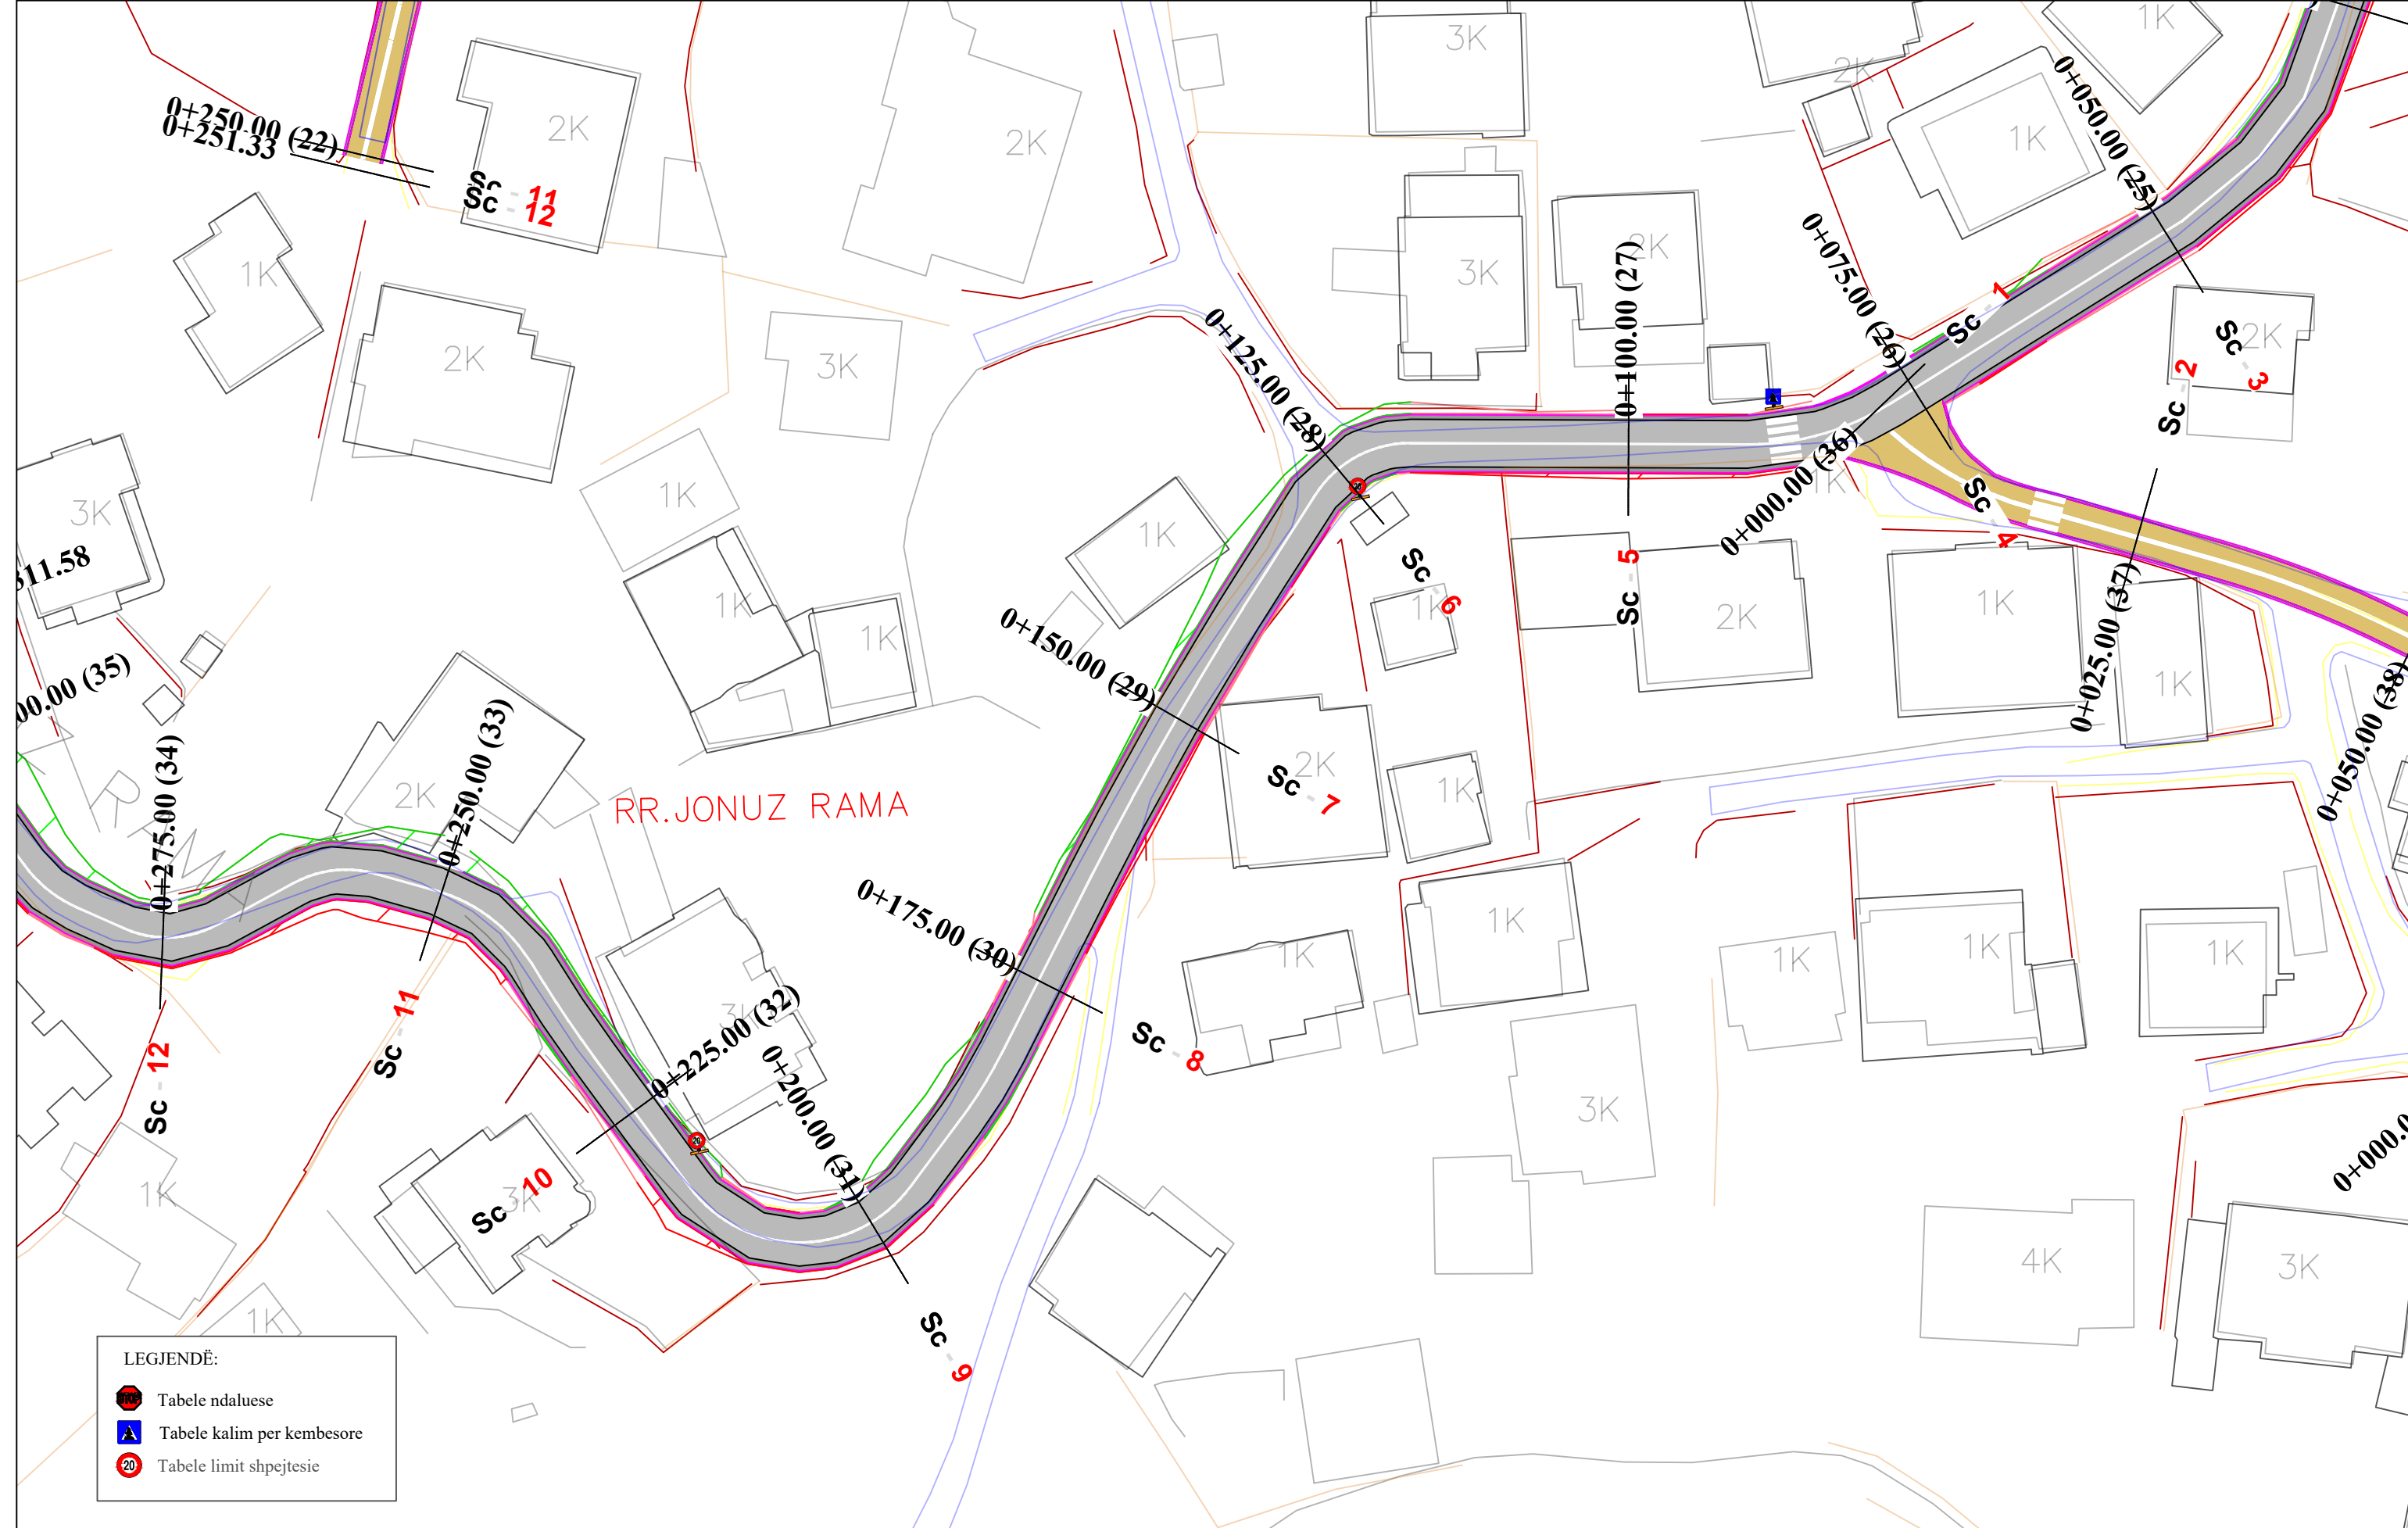 3K
1K
2K
1K
0+250.00 (22)
0+251.33
2K
2K
1K
0+050.00 (25)
Sc - 11
Sc - 12
1K
3K
2K
0+100.00 (27)
0+075.00 (26)
Sc - 1
2K
3K
0+125.00 (28)
Sc - 2
Sc - 3
2K
3K
1K
1K
0+000.00 (36)
Sc - 4
311.58
1K
1K
Sc - 5
Sc - 6
1K
2K
1K
0+025.00 (37)
1K
00.00 (35)
0+150.00 (29)
0+050.00 (38)
0+275.00 (34)
0+250.00 (33)
2K
RR.JONUZ RAMA
2K
Sc - 7
1K
R
0+175.00 (30)
1K
1K
1K
1K
1K
Sc - 11
Sc - 12
3K
0+225.00 (32)
0+200.00 (31)
Sc - 8
3K
0+000.0
1K
Sc - 10
3K
4K
3K
1K
Sc - 9
LEGJENDË:
STOP Tabele ndaluese
Tabele kalim per kembesore
20 Tabele limit shpejtesie